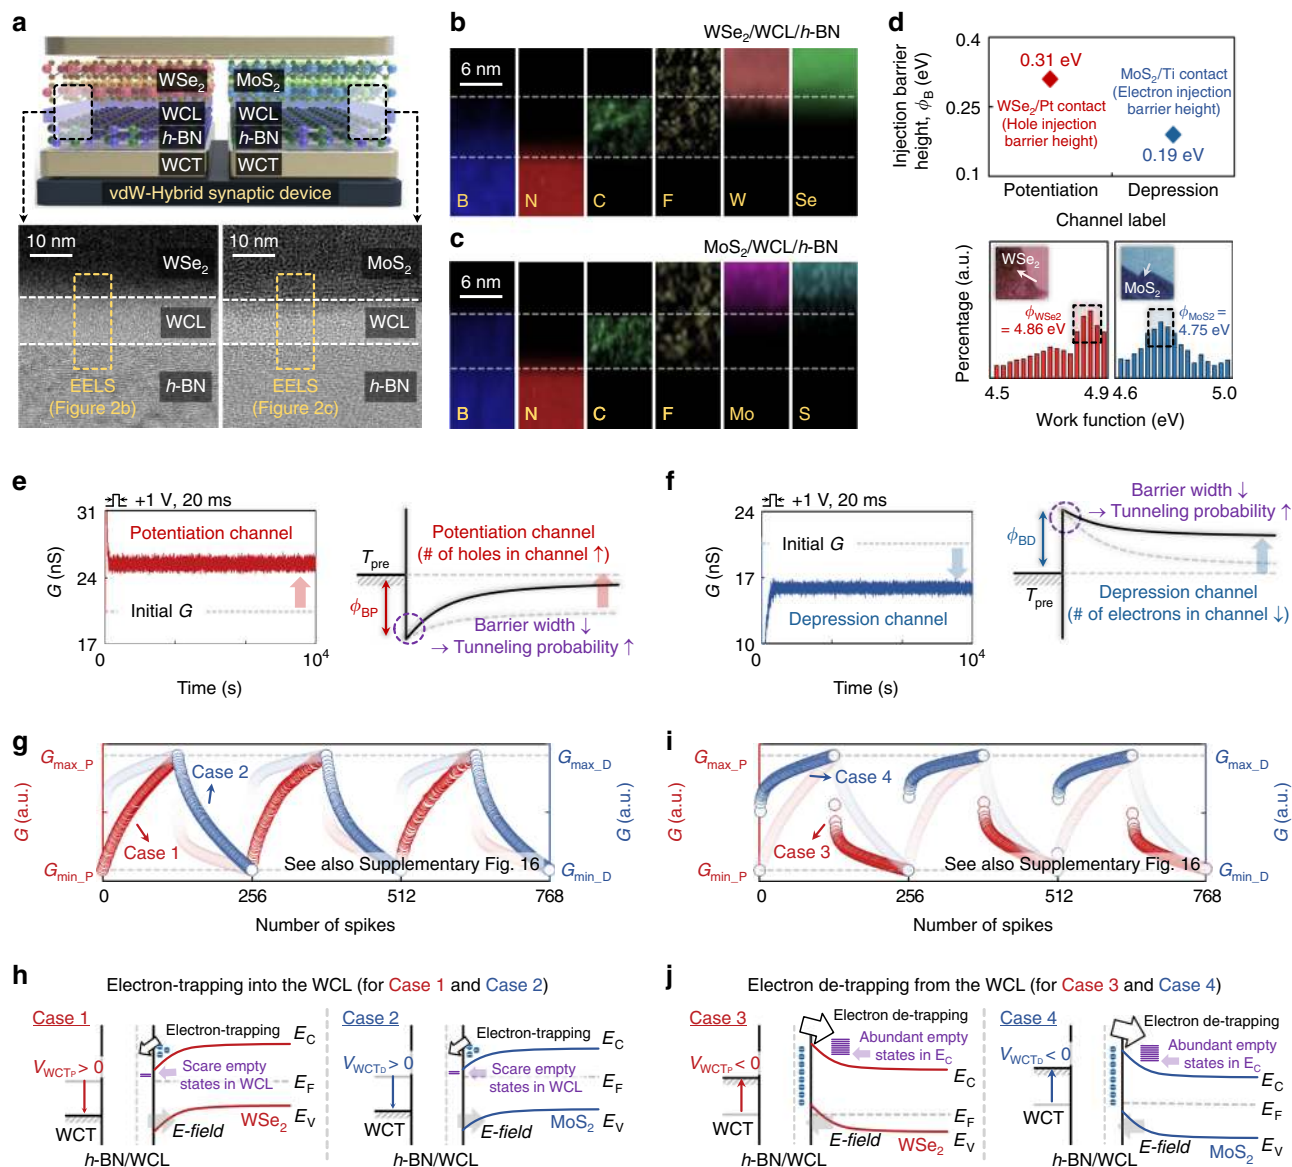 a
WSe2
MoS2
WCL
WCL
h-BN
h-BN
WCT
WCT
vdW-Hybrid synaptic device
10 nm
10 nm
WSe2
MoS2
WCL
WCL
EELS
(Figure 2b)
h-BN
EELS
(Figure 2c)
h-BN
b
WSe2/WCL/h-BN
6 nm
B
N
C
F
W
Se
c
MoS2/WCL/h-BN
6 nm
B
N
C
F
Mo
S
d
Injection barrier
height, ϕB (eV)
0.4
0.25
0.1
0.31 eV
WSe2/Pt contact
(Hole injection
barrier height)
MoS2/Ti contact
(Electron injection
barrier height)
0.19 eV
Potentiation
Depression
Channel label
Percentage (a.u.)
WSe2
ϕWSe2
= 4.86 eV
MoS2
ϕMoS2 =
4.75 eV
4.5
4.9
4.6
5.0
Work function (eV)
e
+1 V, 20 ms
G (nS)
31
24
17
Potentiation channel
Initial G
0
10^4
Time (s)
Tpre
ϕBP
Potentiation channel
(# of holes in channel ↑)
Barrier width ↓
→ Tunneling probability ↑
f
+1 V, 20 ms
G (nS)
24
17
10
Initial G
Depression channel
0
10^4
Time (s)
Barrier width ↓
→ Tunneling probability ↑
ϕBD
Tpre
Depression channel
(# of electrons in channel ↓)
g
G (a.u.)
Gmax_P
Gmin_P
Case 2
Case 1
See also Supplementary Fig. 16
Gmax_D
Gmin_D
G (a.u.)
0
256
512
768
Number of spikes
i
G (a.u.)
Gmax_P
Gmin_P
Case 4
Case 3
See also Supplementary Fig. 16
Gmax_D
Gmin_D
G (a.u.)
0
256
512
768
Number of spikes
h
Electron-trapping into the WCL (for Case 1 and Case 2)
Case 1
VWCTP > 0
WCT
Electron-trapping
EC
Scare empty
states in WCL
EF
E-field
WSe2
EV
h-BN/WCL
Case 2
VWCTD > 0
WCT
Electron-trapping
EC
Scare empty
states in WCL
EF
E-field
MoS2
EV
h-BN/WCL
j
Electron de-trapping from the WCL (for Case 3 and Case 4)
Case 3
VWCTP < 0
WCT
Electron de-trapping
Abundant empty
states in EC
EC
EF
E-field
WSe2
EV
h-BN/WCL
Case 4
VWCTD < 0
WCT
Electron de-trapping
Abundant empty
states in EC
EC
EF
E-field
MoS2
EV
h-BN/WCL